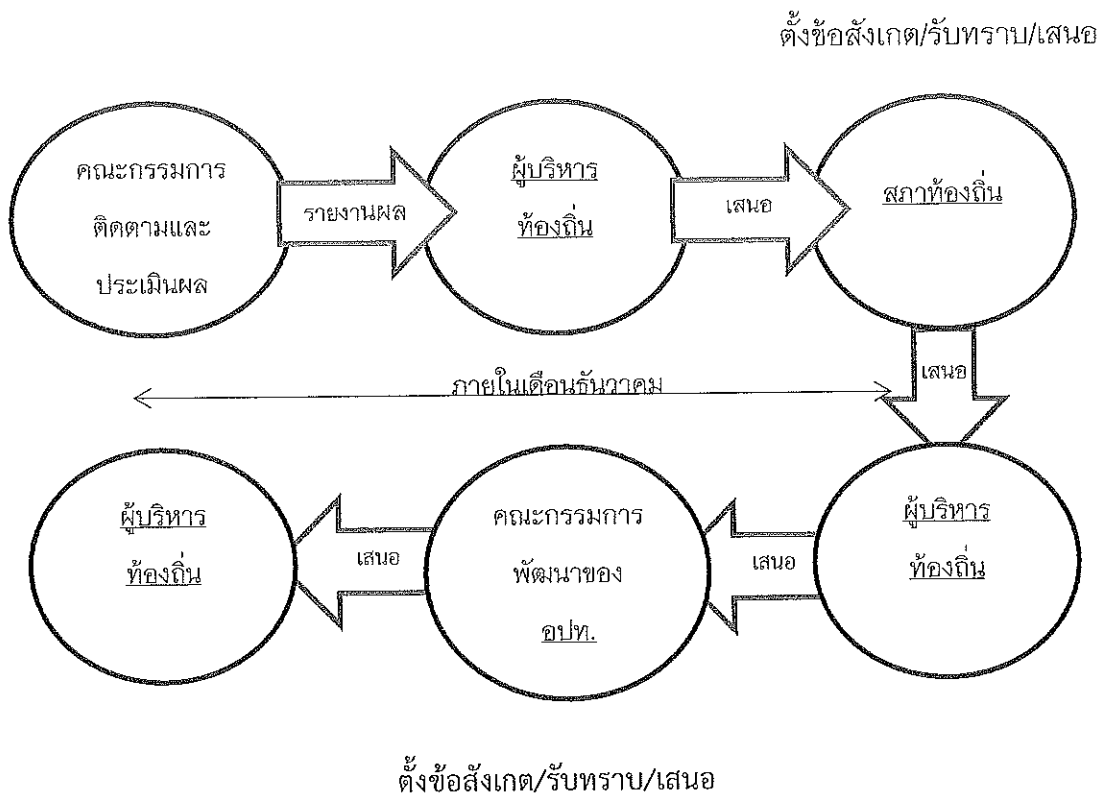 ตั้งข้อสังเกต/รับทราบ/เสนอ
คณะกรรมการ
ติดตามและ
ประเมินผล
รายงานผล
ผู้บริหาร
ท้องถิ่น
เสนอ
สภาท้องถิ่น
เสนอ
ภายในเดือนธันวาคม
ผู้บริหาร
ท้องถิ่น
เสนอ
คณะกรรมการ
พัฒนาของ
อปท.
เสนอ
ผู้บริหาร
ท้องถิ่น
ตั้งข้อสังเกต/รับทราบ/เสนอ